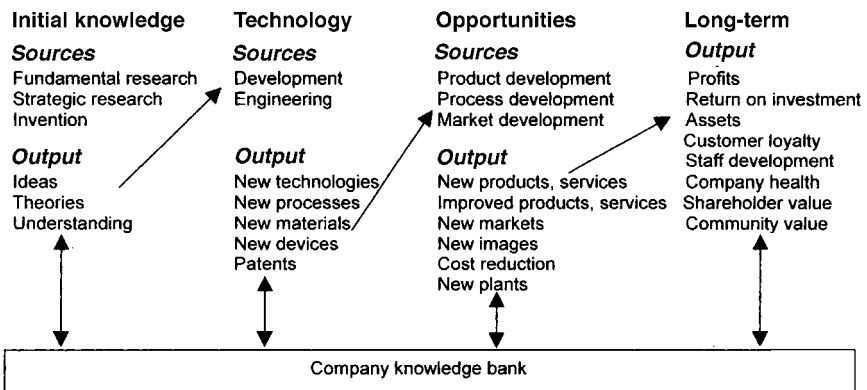 Initial knowledge
Sources
Fundamental research
Strategic research
Invention
Output
Ideas
Theories
Understanding
Technology
Sources
Development
Engineering
Output
New technologies
New processes
New materials
New devices
Patents
Opportunities
Sources
Product development
Process development
Market development
Output
New products, services
Improved products, services
New markets
New images
Cost reduction
New plants
Long-term
Output
Profits
Return on investment
Assets
Customer loyalty
Staff development
Company health
Shareholder value
Community value
Company knowledge bank